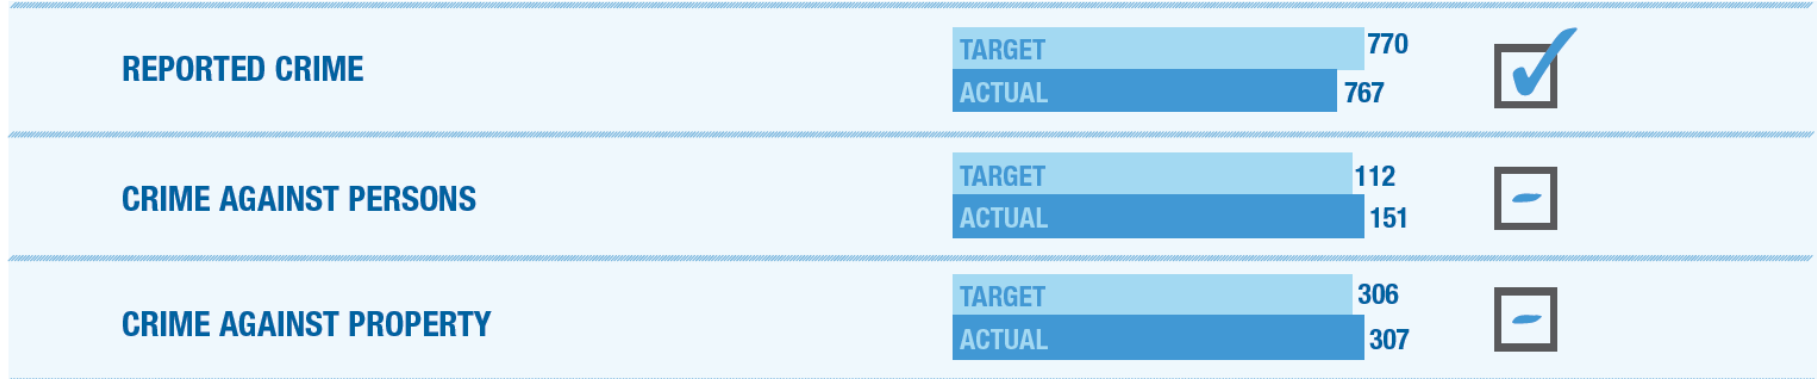 REPORTED CRIME
TARGET 770
ACTUAL 767
CRIME AGAINST PERSONS
TARGET 112
ACTUAL 151
CRIME AGAINST PROPERTY
TARGET 306
ACTUAL 307